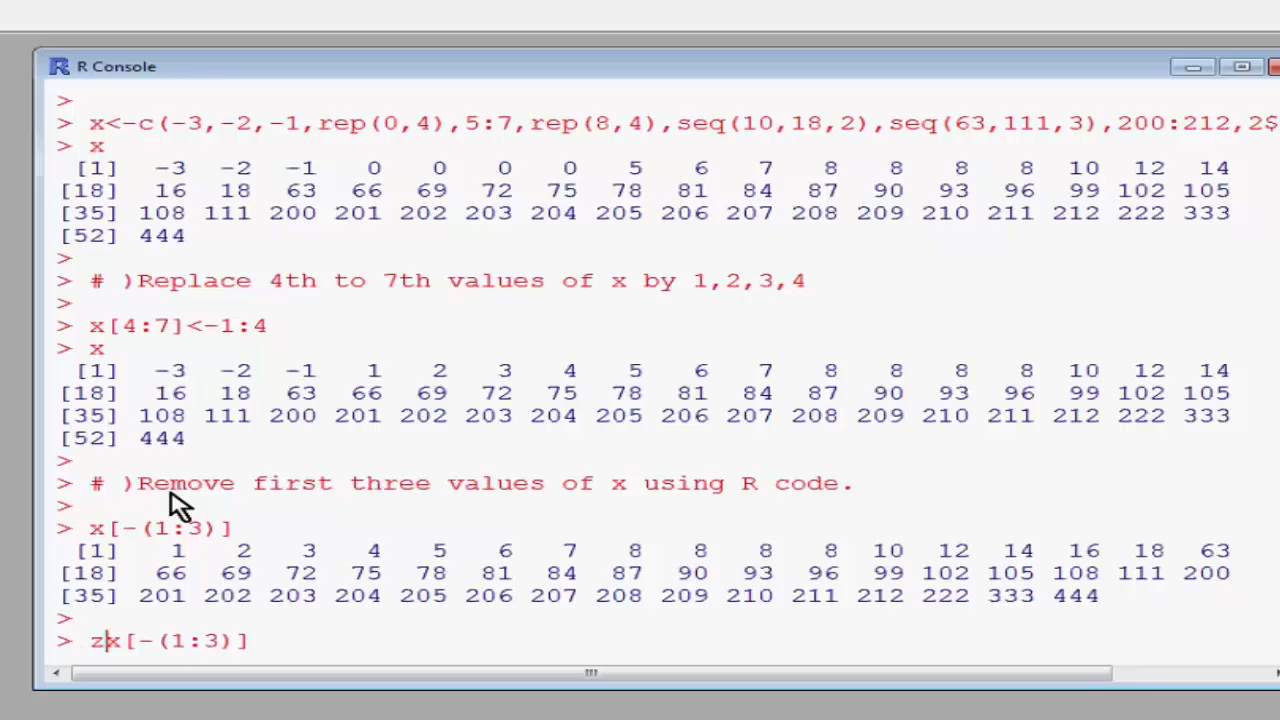 R Console
>
> x<-c(-3,-2,-1,rep(0,4),5:7,rep(8,4),seq(10,18,2),seq(63,111,3),200:212,2$
> x
[1] -3 -2 -1 0 0 0 0 5 6 7 8 8 8 8 10 12 14
[18] 16 18 63 66 69 72 75 78 81 84 87 90 93 96 99 102 105
[35] 108 111 200 201 202 203 204 205 206 207 208 209 210 211 212 222 333
[52] 444
>
> # )Replace 4th to 7th values of x by 1,2,3,4
>
> x[4:7]<-1:4
> x
[1] -3 -2 -1 1 2 3 4 5 6 7 8 8 8 8 10 12 14
[18] 16 18 63 66 69 72 75 78 81 84 87 90 93 96 99 102 105
[35] 108 111 200 201 202 203 204 205 206 207 208 209 210 211 212 222 333
[52] 444
>
> # )Remove first three values of x using R code.
>
> x[-(1:3)]
[1] 1 2 3 4 5 6 7 8 8 8 8 10 12 14 16 18 63
[18] 66 69 72 75 78 81 84 87 90 93 96 99 102 105 108 111 200
[35] 201 202 203 204 205 206 207 208 209 210 211 212 222 333 444
>
> zx[-(1:3)]